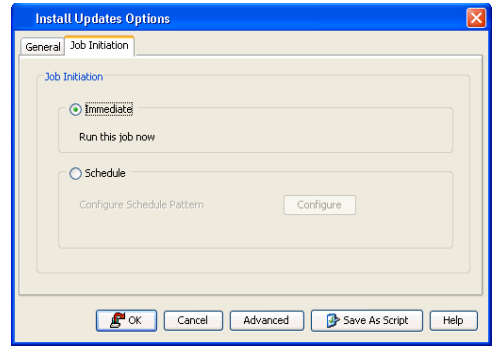 Install Updates Options
General Job Initiation
Job Initiation
Immediate
Run this job now
Schedule
Configure Schedule Pattern Configure
OK Cancel Advanced Save As Script Help